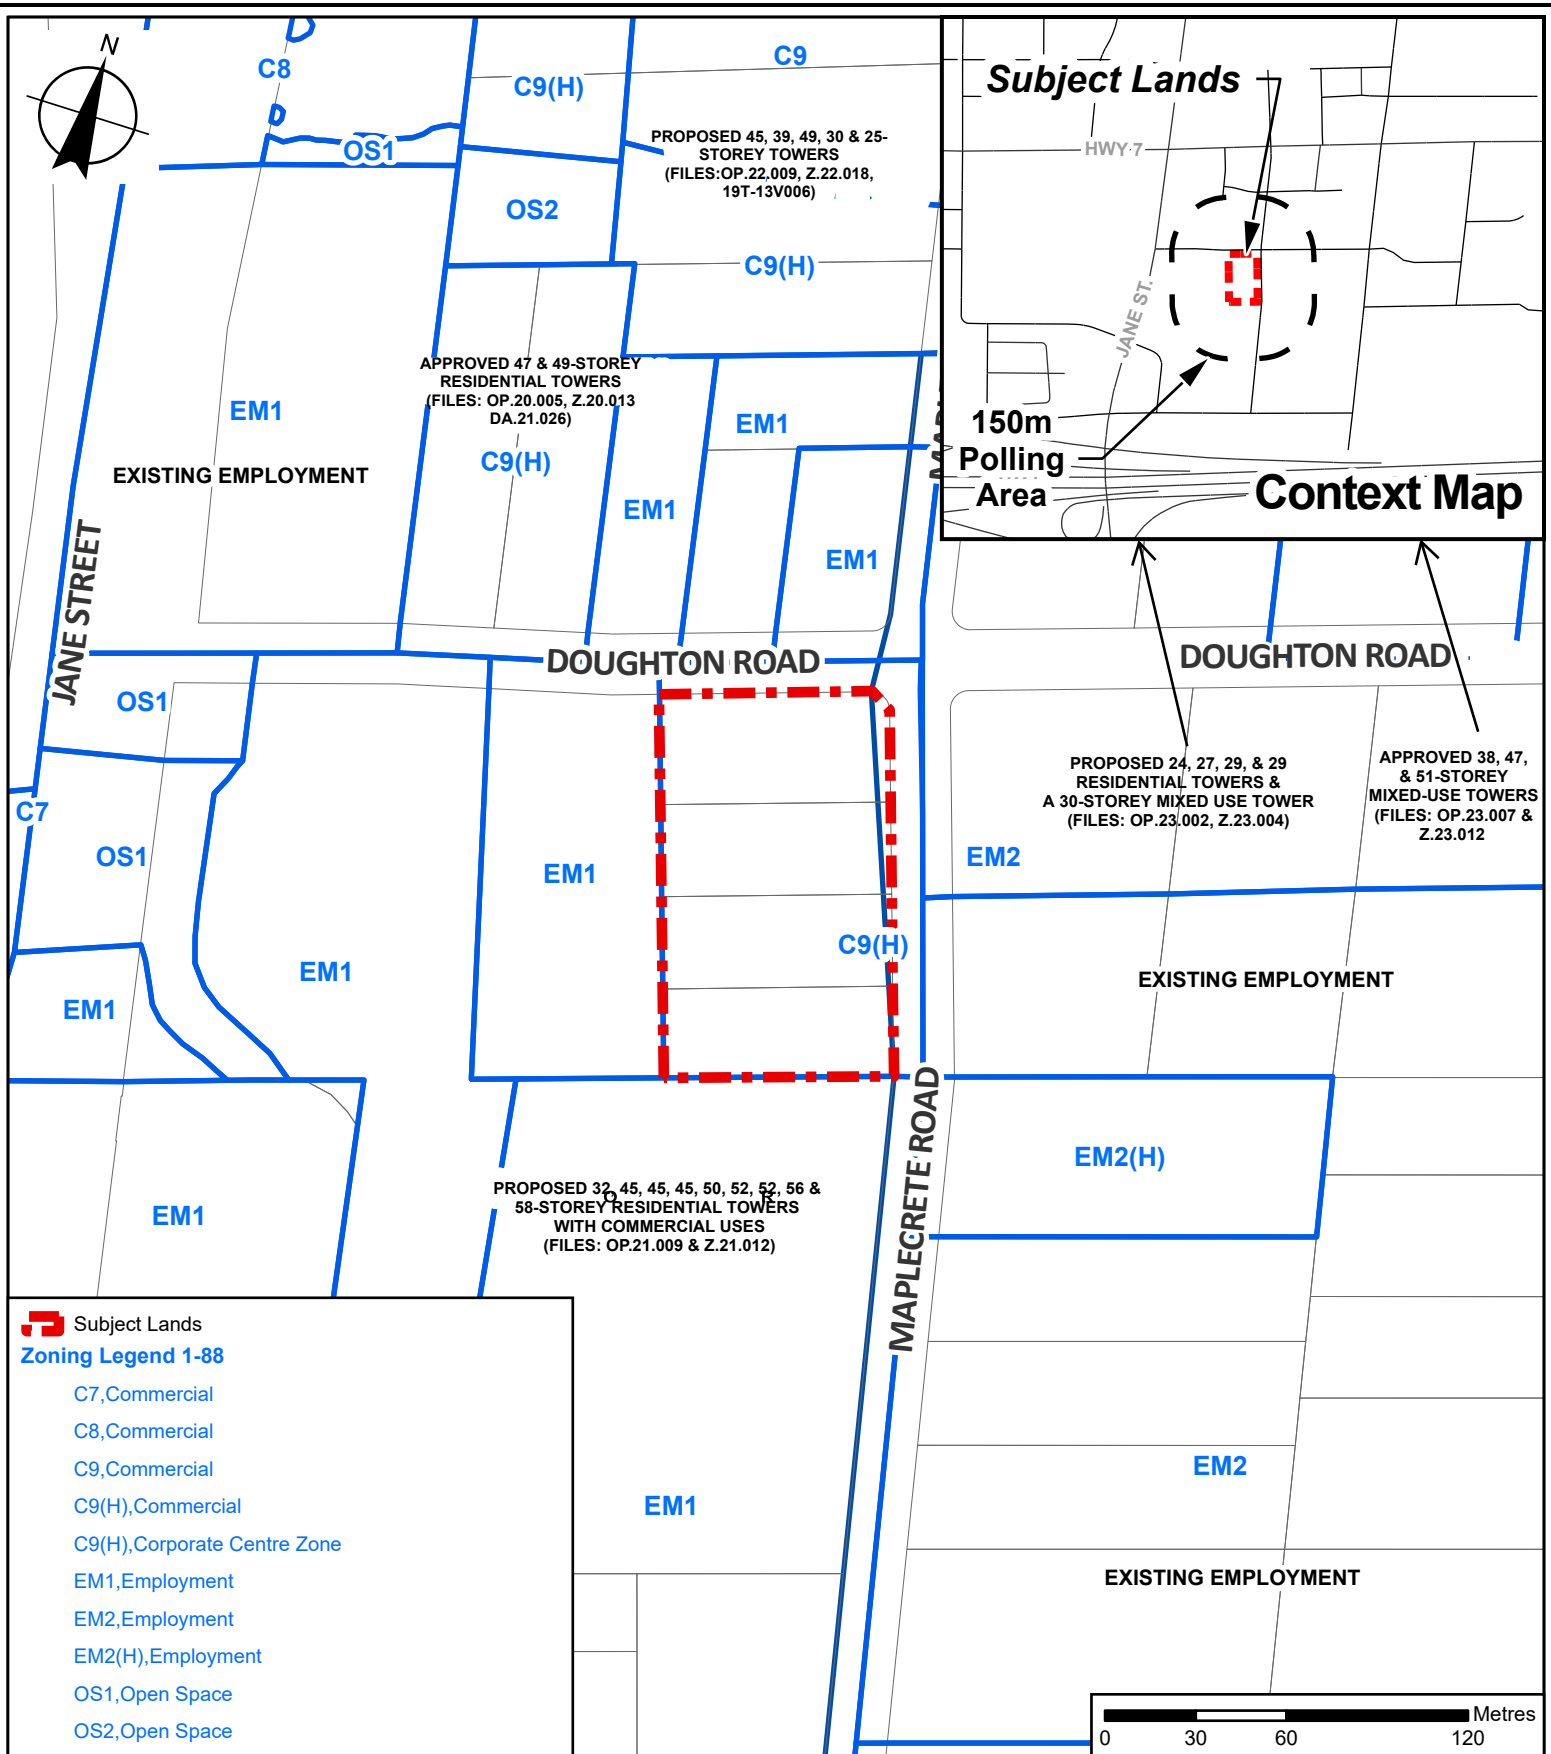 N
C8
C9(H)
C9
OS1
PROPOSED 45, 39, 49, 30 & 25-
STOREY TOWERS
(FILES:OP.22.009, Z.22.018,
19T-13V006)
OS2
C9(H)
Subject Lands
HWY 7
JANE ST.
150m
Polling
Area
Context Map
APPROVED 47 & 49-STOREY
RESIDENTIAL TOWERS
(FILES: OP.20.005, Z.20.013
DA.21.026)
EM1
EM1
C9(H)
EXISTING EMPLOYMENT
EM1
EM1
JANE STREET
DOUGHTON ROAD
DOUGHTON ROAD
OS1
C7
OS1
PROPOSED 24, 27, 29, & 29
RESIDENTIAL TOWERS &
A 30-STOREY MIXED USE TOWER
(FILES: OP.23.002, Z.23.004)
APPROVED 38, 47,
& 51-STOREY
MIXED-USE TOWERS
(FILES: OP.23.007 &
Z.23.012
EM2
EM1
C9(H)
EM1
EXISTING EMPLOYMENT
EM1
MAPLECRETE ROAD
EM2(H)
EM1
PROPOSED 32, 45, 45, 45, 50, 52, 52, 56 &
58-STOREY RESIDENTIAL TOWERS
WITH COMMERCIAL USES
(FILES: OP.21.009 & Z.21.012)
O
R
EM2
EM1
EXISTING EMPLOYMENT
Subject Lands
Zoning Legend 1-88
C7,Commercial
C8,Commercial
C9,Commercial
C9(H),Commercial
C9(H),Corporate Centre Zone
EM1,Employment
EM2,Employment
EM2(H),Employment
OS1,Open Space
OS2,Open Space
Metres
0 30 60 120